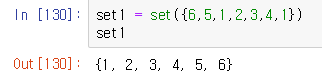 In [130]: set1 = set({6,5,1,2,3,4,1})
set1
Out [130]: {1, 2, 3, 4, 5, 6}